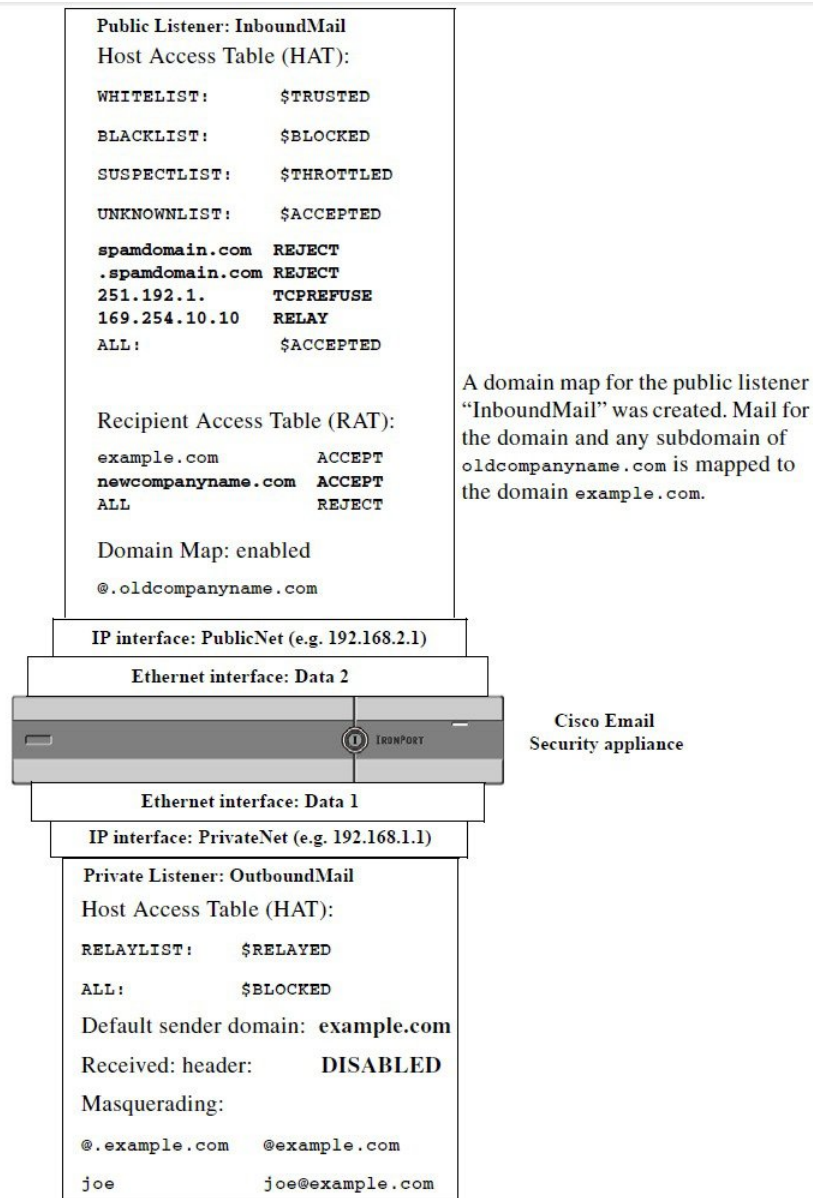 Public Listener: InboundMail
Host Access Table (HAT):
WHITELIST: $TRUSTED
BLACKLIST: $BLOCKED
SUSPECTLIST: $THROTTLED
UNKNOWNLIST: $ACCEPTED
spamdomain.com REJECT
.spamdomain.com REJECT
251.192.1. TCPREFUSE
169.254.10.10 RELAY
ALL: $ACCEPTED
Recipient Access Table (RAT):
example.com ACCEPT
newcompanyname.com ACCEPT
ALL REJECT
Domain Map: enabled
@.oldcompanyname.com
A domain map for the public listener
“InboundMail” was created. Mail for
the domain and any subdomain of
oldcompanyname.com is mapped to
the domain example.com.
IP interface: PublicNet (e.g. 192.168.2.1)
Ethernet interface: Data 2
IRONPORT
Cisco Email
Security appliance
Ethernet interface: Data 1
IP interface: PrivateNet (e.g. 192.168.1.1)
Private Listener: OutboundMail
Host Access Table (HAT):
RELAYLIST: $RELAYED
ALL: $BLOCKED
Default sender domain: example.com
Received: header: DISABLED
Masquerading:
@.example.com @example.com
joe joe@example.com